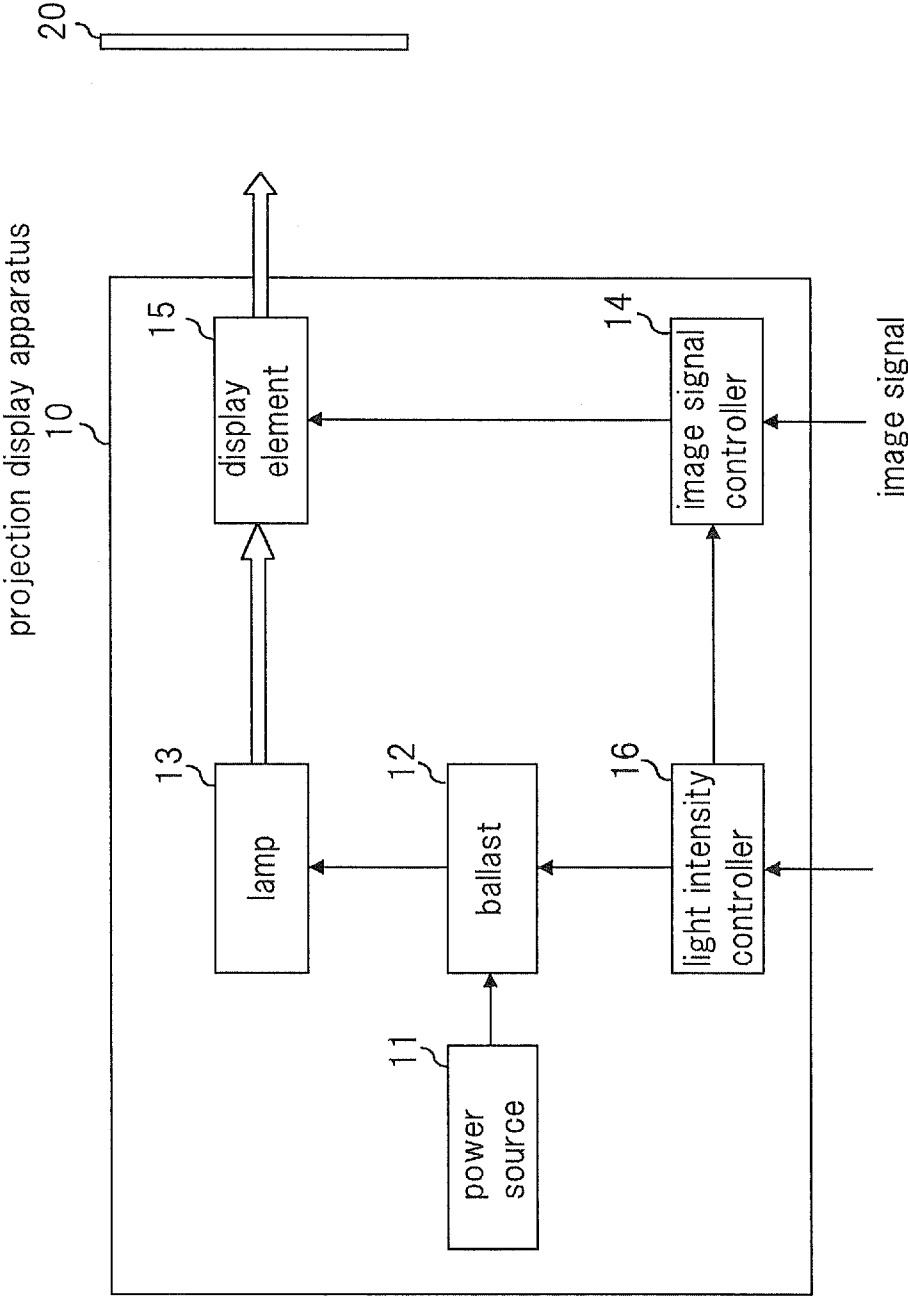 projection display apparatus
20
10
13
lamp
15
display
element
11
power
source
12
ballast
16
light intensity
controller
14
image signal
controller
image signal